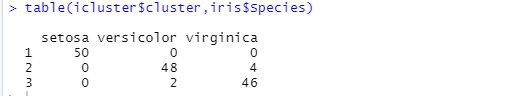 > table(icluster$cluster,iris$Species)
setosa versicolor virginica
1 50 0 0
2 0 48 4
3 0 2 46